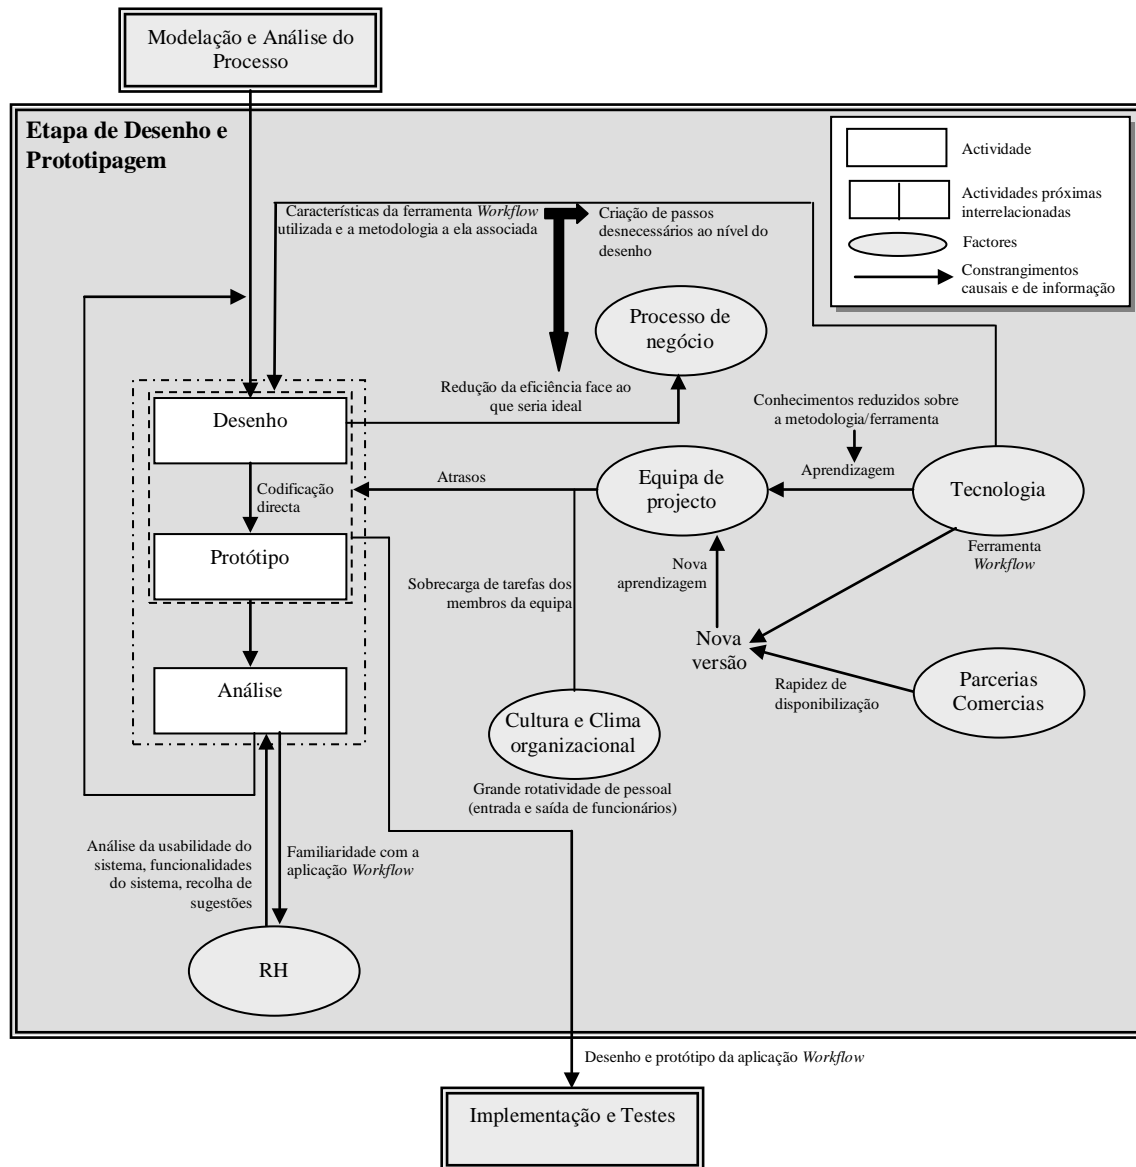 Modelação e Análise do
Processo
Etapa de Desenho e
Prototipagem
Actividade
Actividades próximas
interrelacionadas
Factores
Constrangimentos
causais e de informação
Características da ferramenta Workflow
utilizada e a metodologia a ela associada
Criação de passos
desnecessários ao nível do
desenho
Processo de
negócio
Redução da eficiência face ao
que seria ideal
Conhecimentos reduzidos sobre
a metodologia/ferramenta
Desenho
Codificação
directa
Protótipo
Análise
Atrasos
Equipa de
projecto
Aprendizagem
Tecnologia
Ferramenta
Workflow
Nova
aprendizagem
Sobrecarga de tarefas dos
membros da equipa
Nova
versão
Rapidez de
disponibilização
Parcerias
Comercias
Cultura e Clima
organizacional
Grande rotatividade de pessoal
(entrada e saída de funcionários)
Análise da usabilidade do
sistema, funcionalidades
do sistema, recolha de
sugestões
Familiaridade com a
aplicação Workflow
RH
Desenho e protótipo da aplicação Workflow
Implementação e Testes